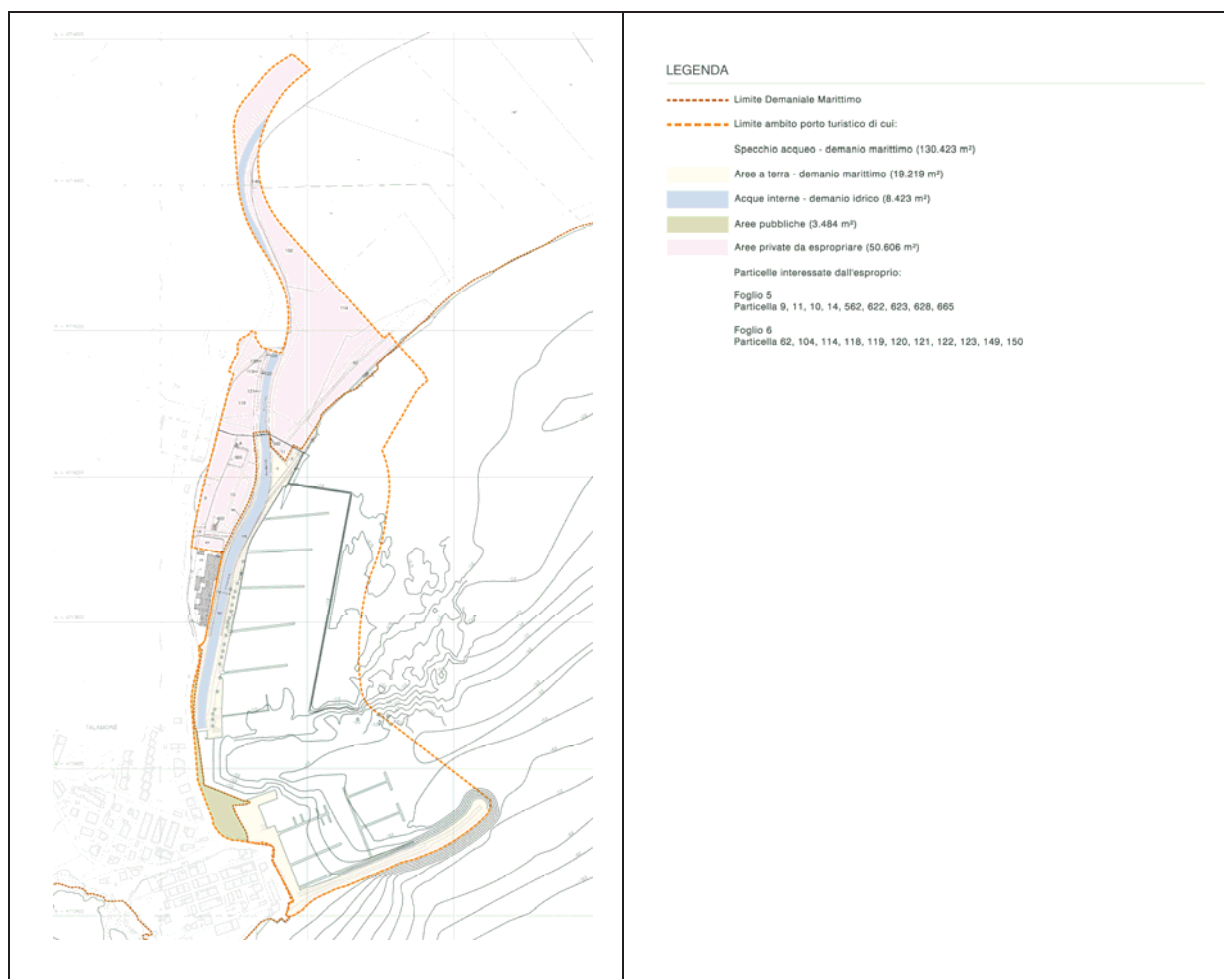 TALAMONE
LEGENDA
Limite Demaniale Marittimo
Limite ambito porto turistico di cui:
Specchio acqueo - demanio marittimo (130.423 m²)
Aree a terra - demanio marittimo (19.219 m²)
Acque interne - demanio idrico (8.423 m²)
Aree pubbliche (3.484 m²)
Aree private da espropriare (50.606 m²)
Particelle interessate dall'esproprio:
Foglio 5
Particella 9, 11, 10, 14, 562, 622, 623, 628, 665
Foglio 6
Particella 62, 104, 114, 118, 119, 120, 121, 122, 123, 149, 150